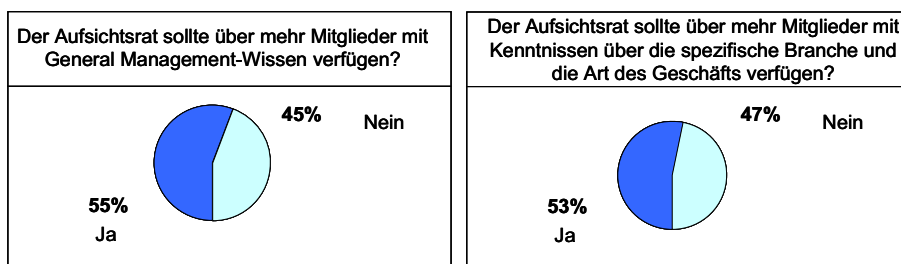 Der Aufsichtsrat sollte über mehr Mitglieder mit
General Management-Wissen verfügen?
45%
Nein
55%
Ja
Der Aufsichtsrat sollte über mehr Mitglieder mit
Kenntnissen über die spezifische Branche und
die Art des Geschäfts verfügen?
47%
Nein
53%
Ja